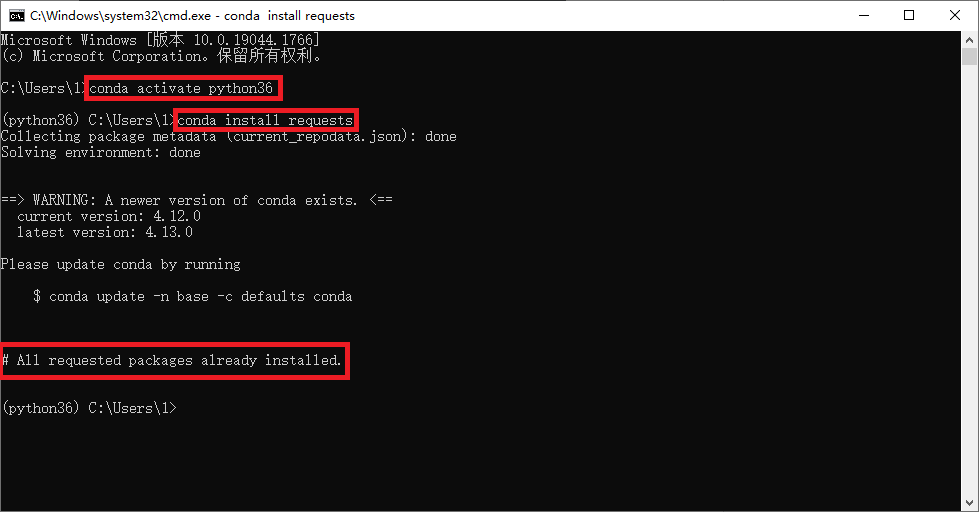 C:\Windows\system32\cmd.exe - conda  install requests
Microsoft Windows [版本 10.0.19044.1766]
(c) Microsoft Corporation。保留所有权利。
C:\Users\1>conda activate python36
(python36) C:\Users\1>conda install requests
Collecting package metadata (current_repodata.json): done
Solving environment: done
==> WARNING: A newer version of conda exists. <==
  current version: 4.12.0
  latest version: 4.13.0
Please update conda by running
    $ conda update -n base -c defaults conda
# All requested packages already installed.
(python36) C:\Users\1>